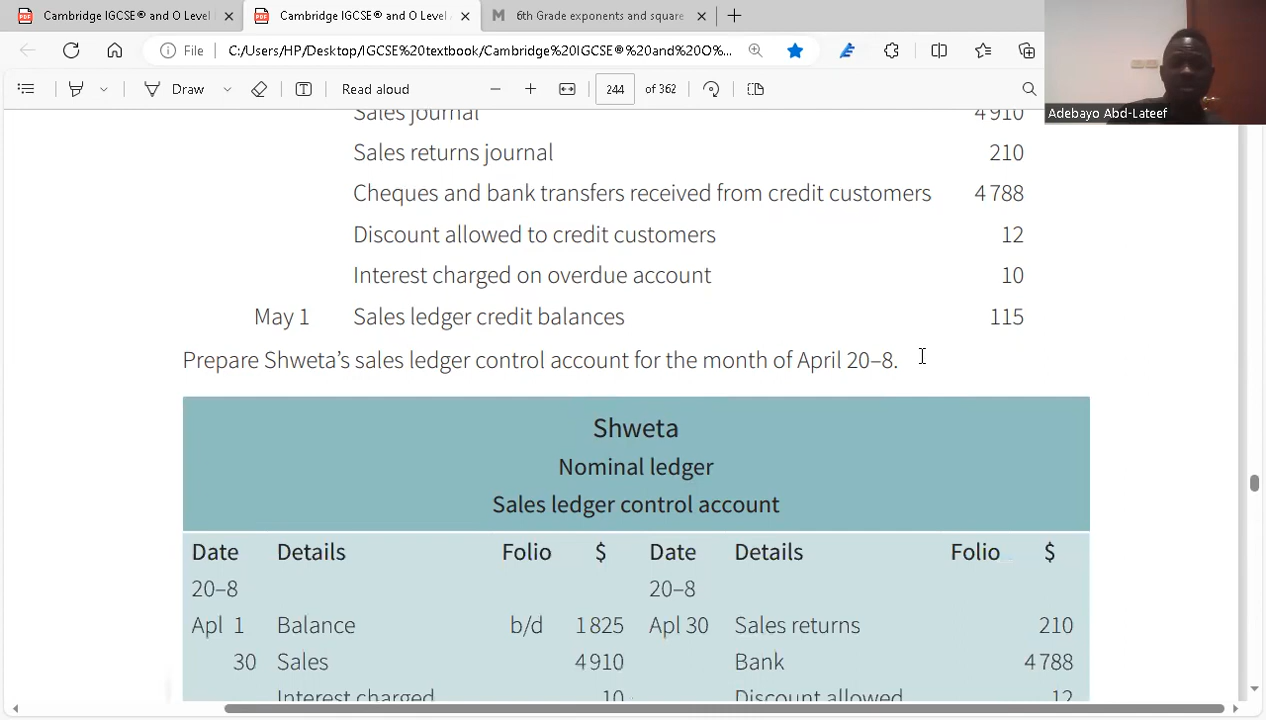 Cambridge IGCSE® and O Level
Cambridge IGCSE® and O Level
6th Grade exponents and square
File
C:/Users/HP/Desktop/IGCSE%20textbook/Cambridge%20IGCSE®%20and%20O%...
Draw
Read aloud
244 of 362
Adebayo Abd-Lateef
Sales journal 4 910
Sales returns journal 210
Cheques and bank transfers received from credit customers 4 788
Discount allowed to credit customers 12
Interest charged on overdue account 10
May 1 Sales ledger credit balances 115
Prepare Shweta’s sales ledger control account for the month of April 20–8.
Shweta
Nominal ledger
Sales ledger control account
Date Details Folio $ Date Details Folio $
20–8 20–8
Apl 1 Balance b/d 1 825 Apl 30 Sales returns 210
30 Sales 4 910 Bank 4 788
Interest charged 10 Discount allowed 12